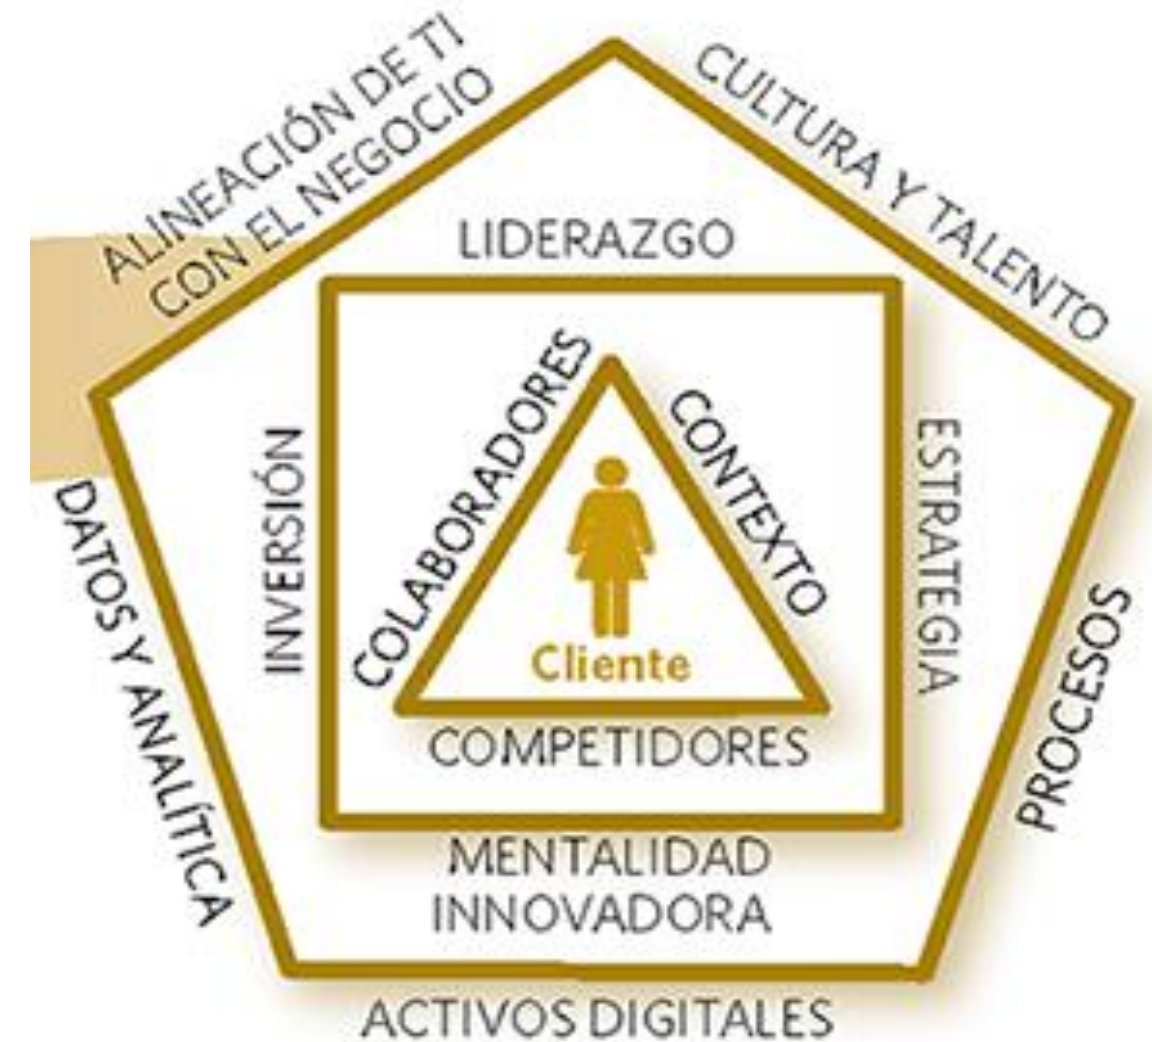 ALINEACIÓN DE TI
CON EL NEGOCIO
CULTURA Y TALENTO
LIDERAZGO
COLABORADORES
CONTEXTO
INVERSIÓN
ESTRATEGIA
Cliente
COMPETIDORES
DATOS Y ANALÍTICA
PROCESOS
MENTALIDAD
INNOVADORA
ACTIVOS DIGITALES